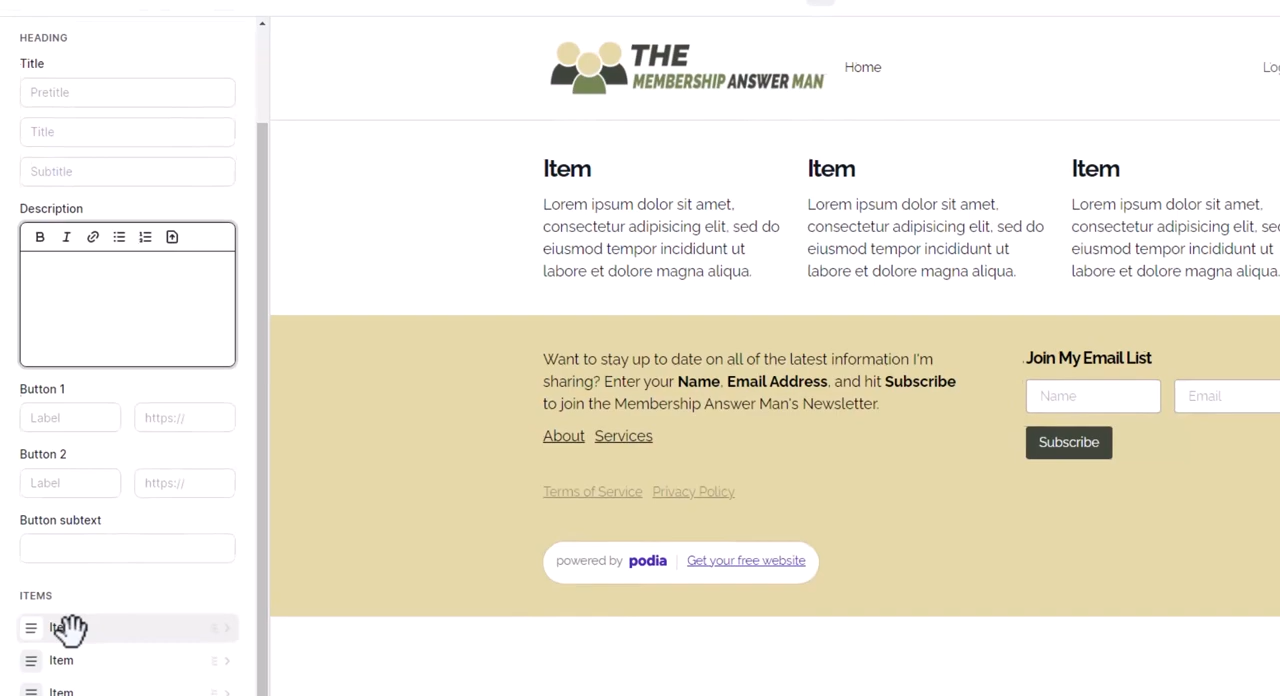 HEADING
Title
Pretitle
Title
Subtitle
Description
B I
Button 1
Label https://
Button 2
Label https://
Button subtext
ITEMS
Item
Item
THE
MEMBERSHIP ANSWER MAN
Home
Item
Lorem ipsum dolor sit amet,
consectetur adipisicing elit, sed do
eiusmod tempor incididunt ut
labore et dolore magna aliqua.
Item
Lorem ipsum dolor sit amet,
consectetur adipisicing elit, sed do
eiusmod tempor incididunt ut
labore et dolore magna aliqua.
Item
Lorem ipsum dolor sit amet,
consectetur adipisicing elit, sed
eiusmod tempor incididunt ut
labore et dolore magna aliqua.
Want to stay up to date on all of the latest information I'm
sharing? Enter your Name, Email Address, and hit Subscribe
to join the Membership Answer Man's Newsletter.
About Services
Terms of Service Privacy Policy
powered by podia Get your free website
Join My Email List
Name Email
Subscribe